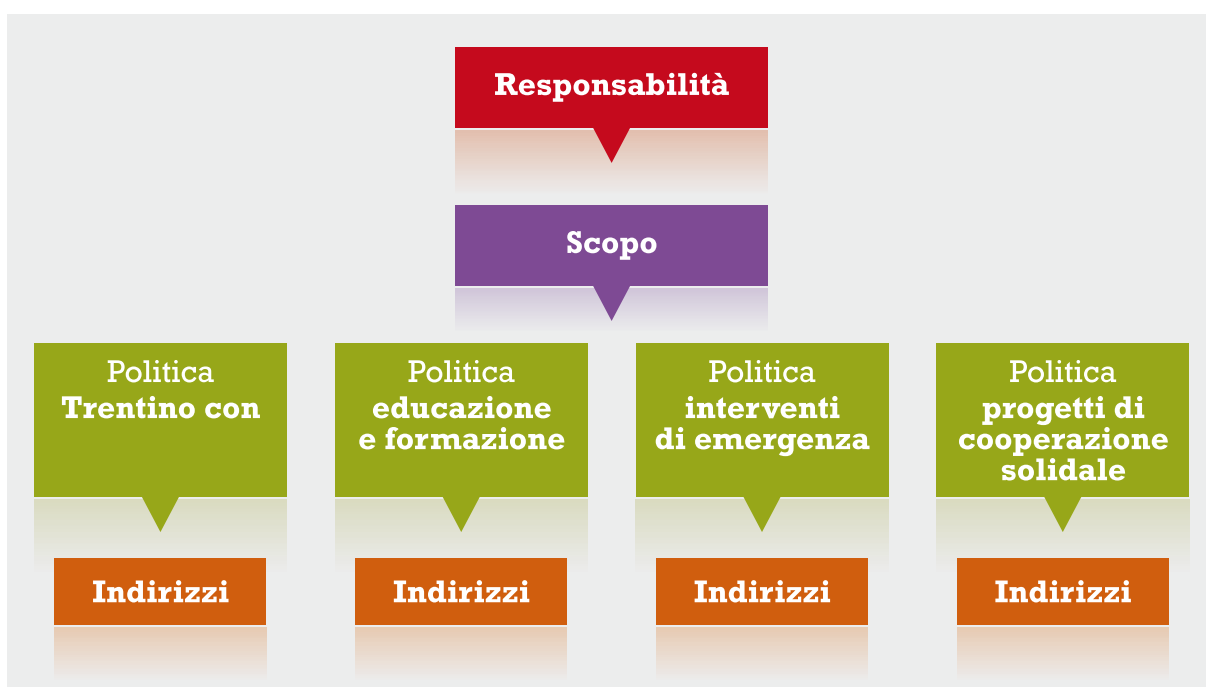 Responsabilità
Scopo
Politica
Trentino con
Politica
educazione
e formazione
Politica
interventi
di emergenza
Politica
progetti di
cooperazione
solidale
Indirizzi
Indirizzi
Indirizzi
Indirizzi